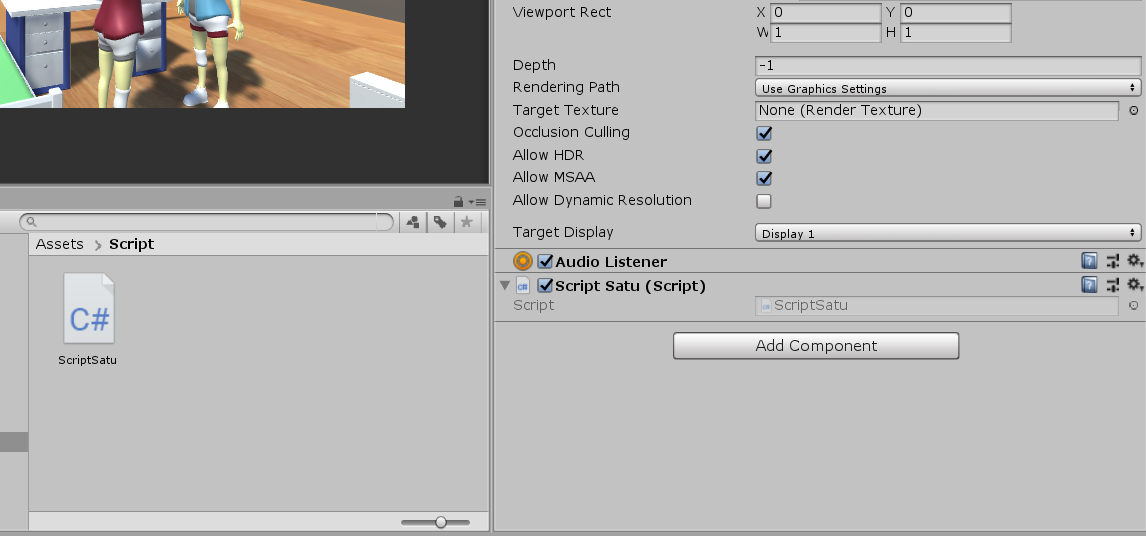 Viewport Rect X 0 Y 0
W 1 H 1
Depth -1
Rendering Path Use Graphics Settings
Target Texture None (Render Texture)
Occlusion Culling
Allow HDR
Allow MSAA
Allow Dynamic Resolution
Target Display Display 1
Audio Listener
C# Script Satu (Script)
Script ScriptSatu
Add Component
Assets > Script
C#
ScriptSatu